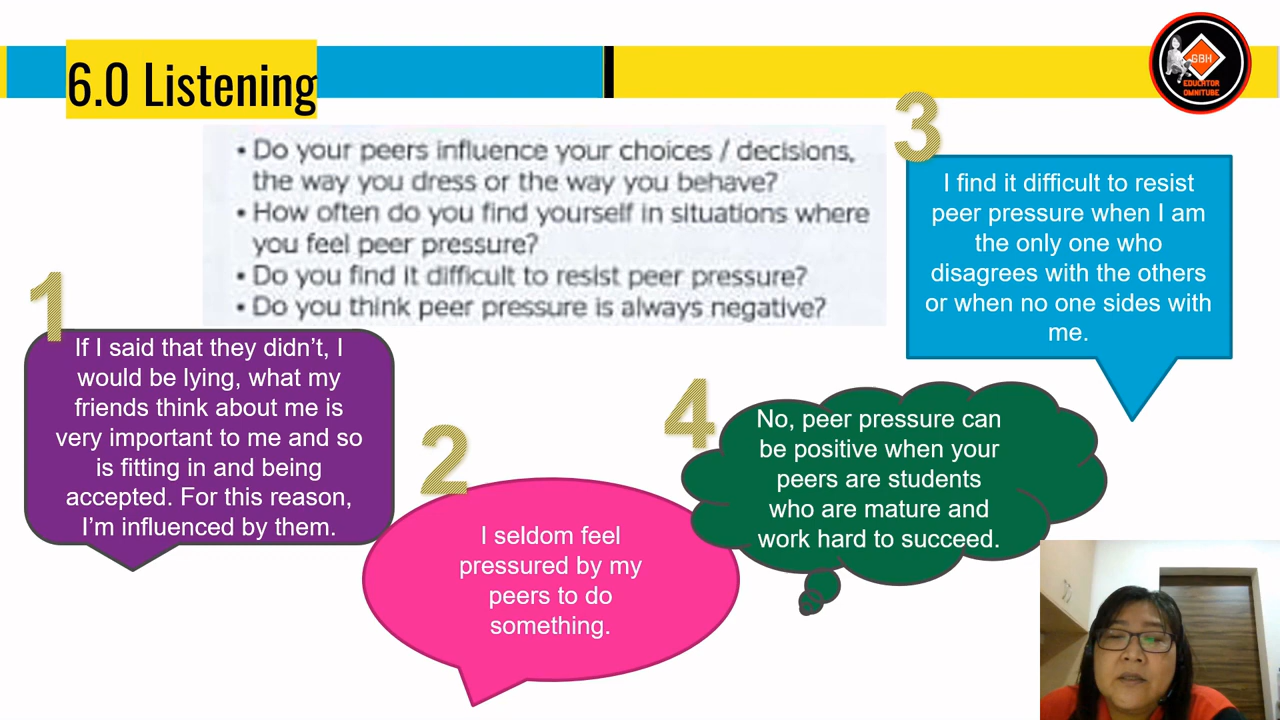 6.0 Listening
GBH
EDUCATOR
OMNITUBE
• Do your peers influence your choices / decisions,
the way you dress or the way you behave?
• How often do you find yourself in situations where
you feel peer pressure?
• Do you find it difficult to resist peer pressure?
• Do you think peer pressure is always negative?
1
If I said that they didn’t, I
would be lying, what my
friends think about me is
very important to me and so
is fitting in and being
accepted. For this reason,
I’m influenced by them.
2
I seldom feel
pressured by my
peers to do
something.
3
I find it difficult to resist
peer pressure when I am
the only one who
disagrees with the others
or when no one sides with
me.
4
No, peer pressure can
be positive when your
peers are students
who are mature and
work hard to succeed.